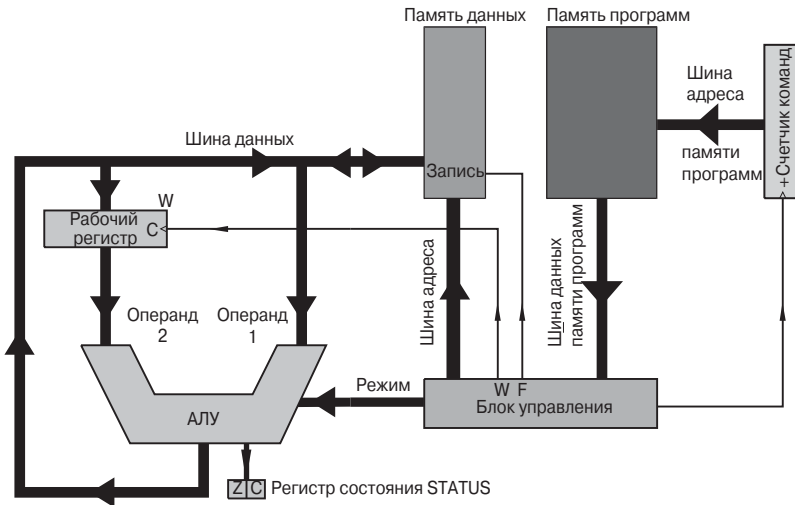 Память данных
Память программ
Шина
адреса
памяти
программ
+Счетчик команд
Шина данных
Запись
W
Рабочий
регистр
C
Операнд
2
Операнд
1
Шина адреса
Шина данных
памяти программ
Режим
W F
Блок управления
АЛУ
Z C
Регистр состояния STATUS